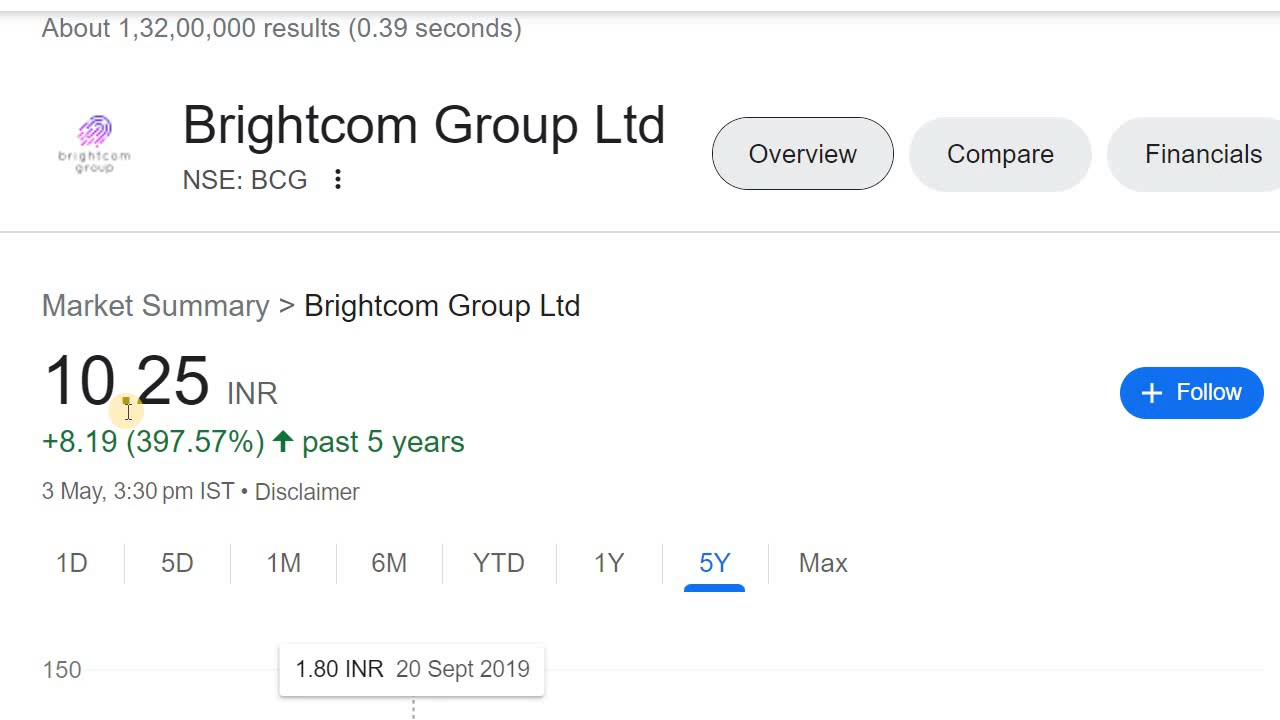 About 1,32,00,000 results (0.39 seconds)
brightcom
group
Brightcom Group Ltd
NSE: BCG
Overview
Compare
Financials
Market Summary > Brightcom Group Ltd
10.25 INR
+8.19 (397.57%) ↑ past 5 years
3 May, 3:30 pm IST • Disclaimer
+ Follow
1D 5D 1M 6M YTD 1Y 5Y Max
150
1.80 INR 20 Sept 2019